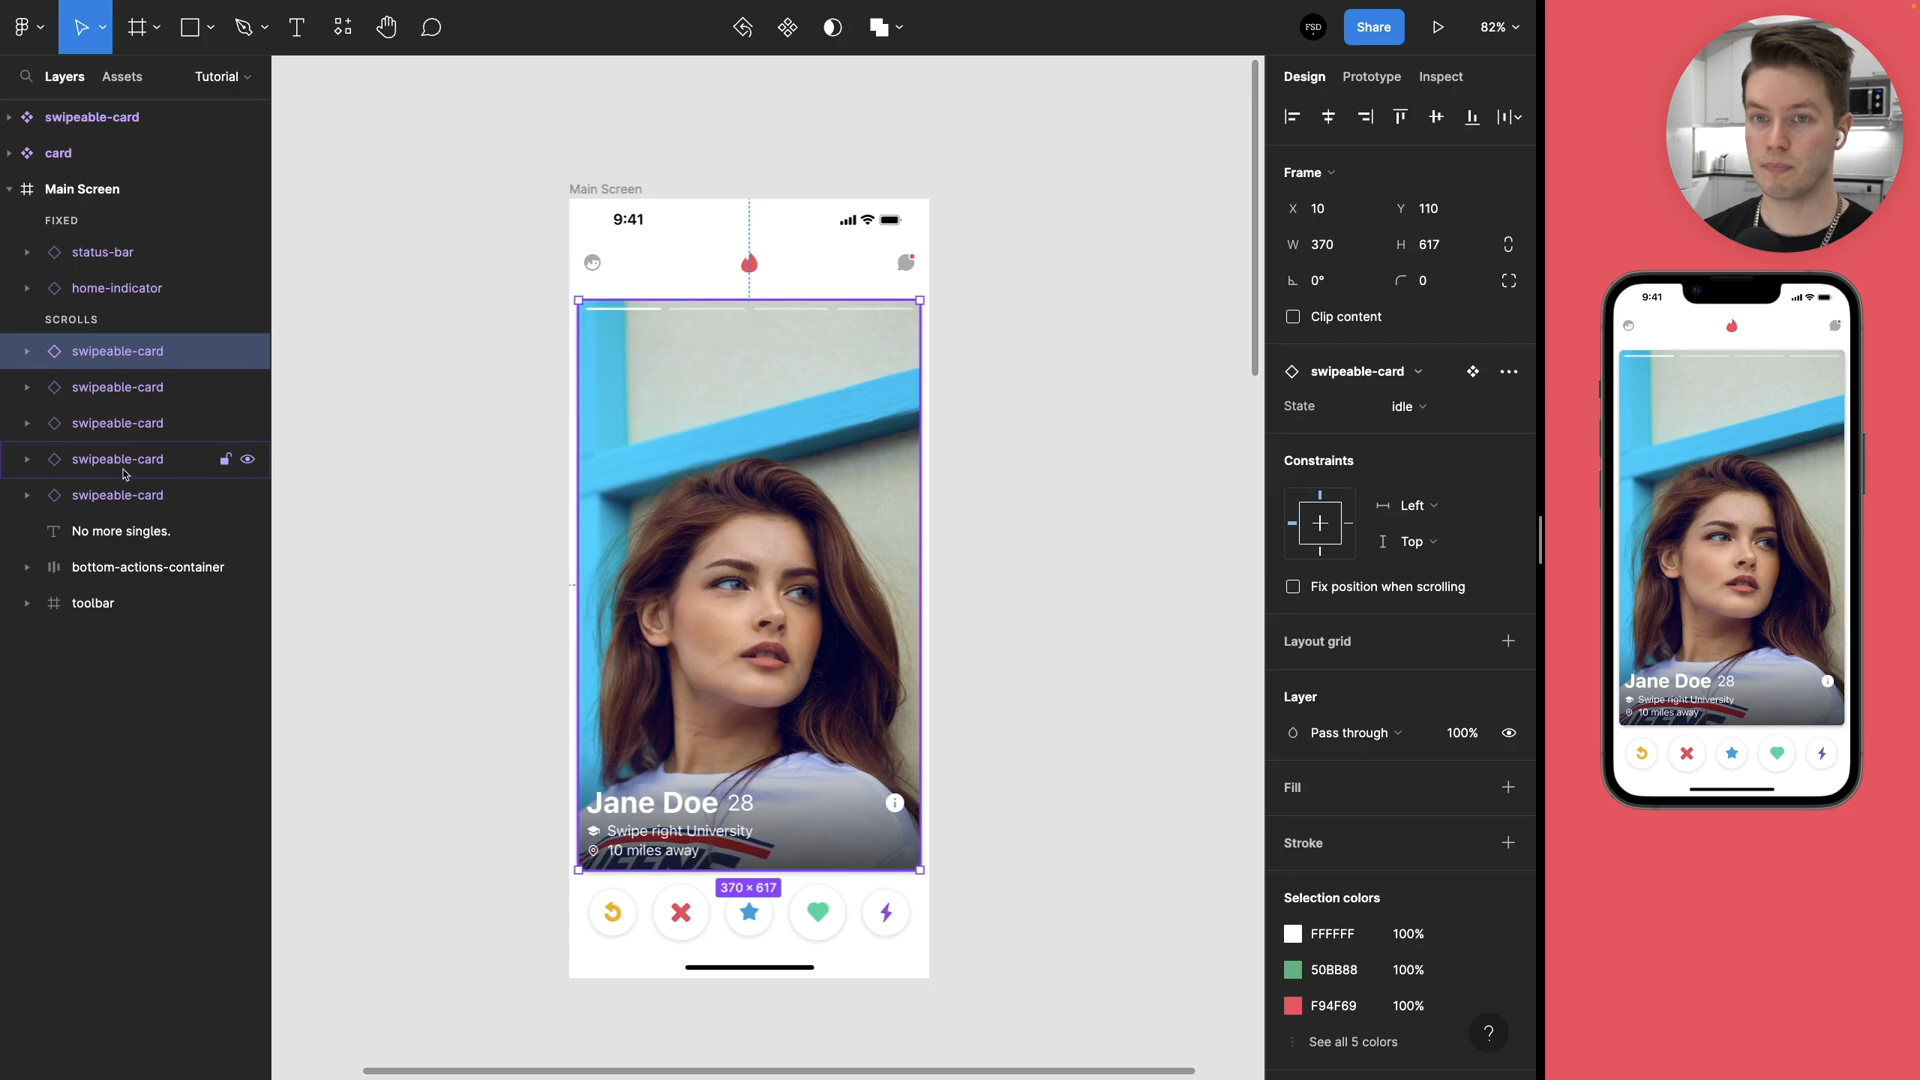 FSD
Share
82%
Layers
Assets
Tutorial
swipeable-card
card
Main Screen
FIXED
status-bar
home-indicator
SCROLLS
swipeable-card
swipeable-card
swipeable-card
swipeable-card
swipeable-card
No more singles.
bottom-actions-container
toolbar
Main Screen
9:41
Jane Doe 28
Swipe right University
10 miles away
370 × 617
Design
Prototype
Inspect
Frame
X 10
Y 110
W 370
H 617
0°
0
Clip content
swipeable-card
State
idle
Constraints
Left
Top
Fix position when scrolling
Layout grid
Layer
Pass through
100%
Fill
Stroke
Selection colors
FFFFFF 100%
50BB88 100%
F94F69 100%
See all 5 colors
?
9:41
Jane Doe 28
Swipe right University
10 miles away